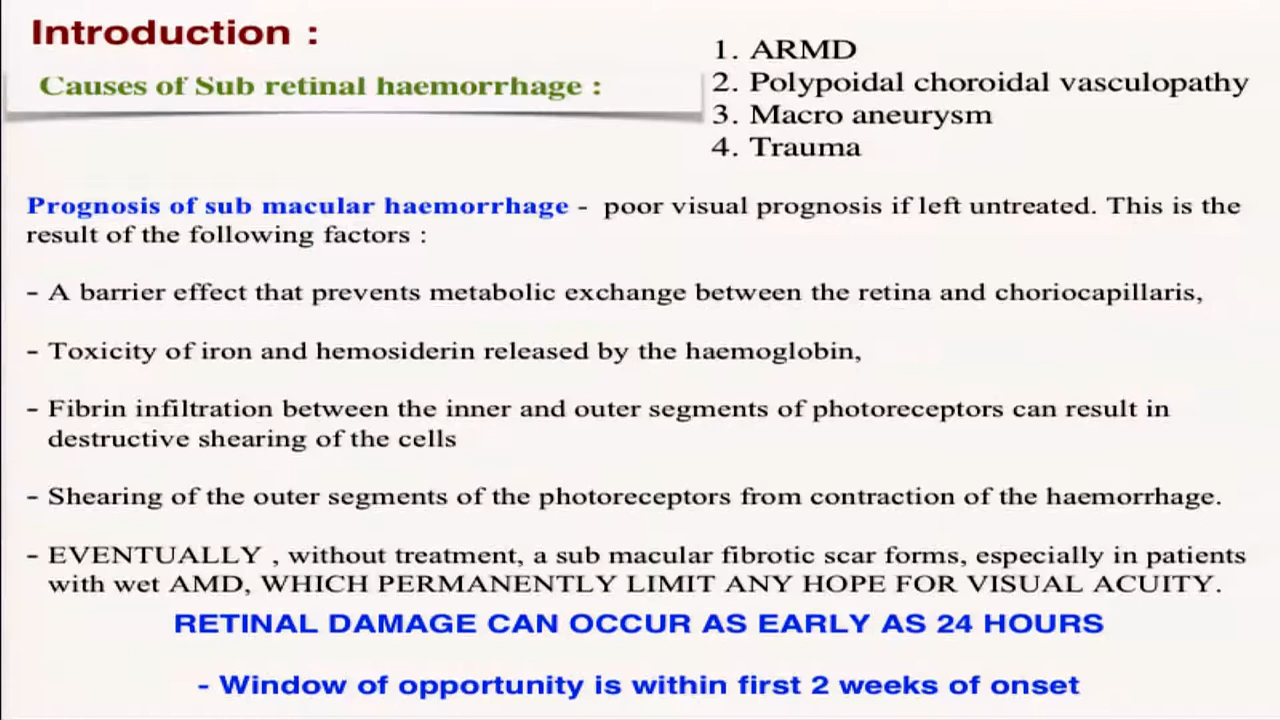 Introduction :
Causes of Sub retinal haemorrhage :
1. ARMD
2. Polypoidal choroidal vasculopathy
3. Macro aneurysm
4. Trauma
Prognosis of sub macular haemorrhage - poor visual prognosis if left untreated. This is the
result of the following factors :
- A barrier effect that prevents metabolic exchange between the retina and choriocapillaris,
- Toxicity of iron and hemosiderin released by the haemoglobin,
- Fibrin infiltration between the inner and outer segments of photoreceptors can result in
destructive shearing of the cells
- Shearing of the outer segments of the photoreceptors from contraction of the haemorrhage.
- EVENTUALLY , without treatment, a sub macular fibrotic scar forms, especially in patients
with wet AMD, WHICH PERMANENTLY LIMIT ANY HOPE FOR VISUAL ACUITY.
RETINAL DAMAGE CAN OCCUR AS EARLY AS 24 HOURS
- Window of opportunity is within first 2 weeks of onset